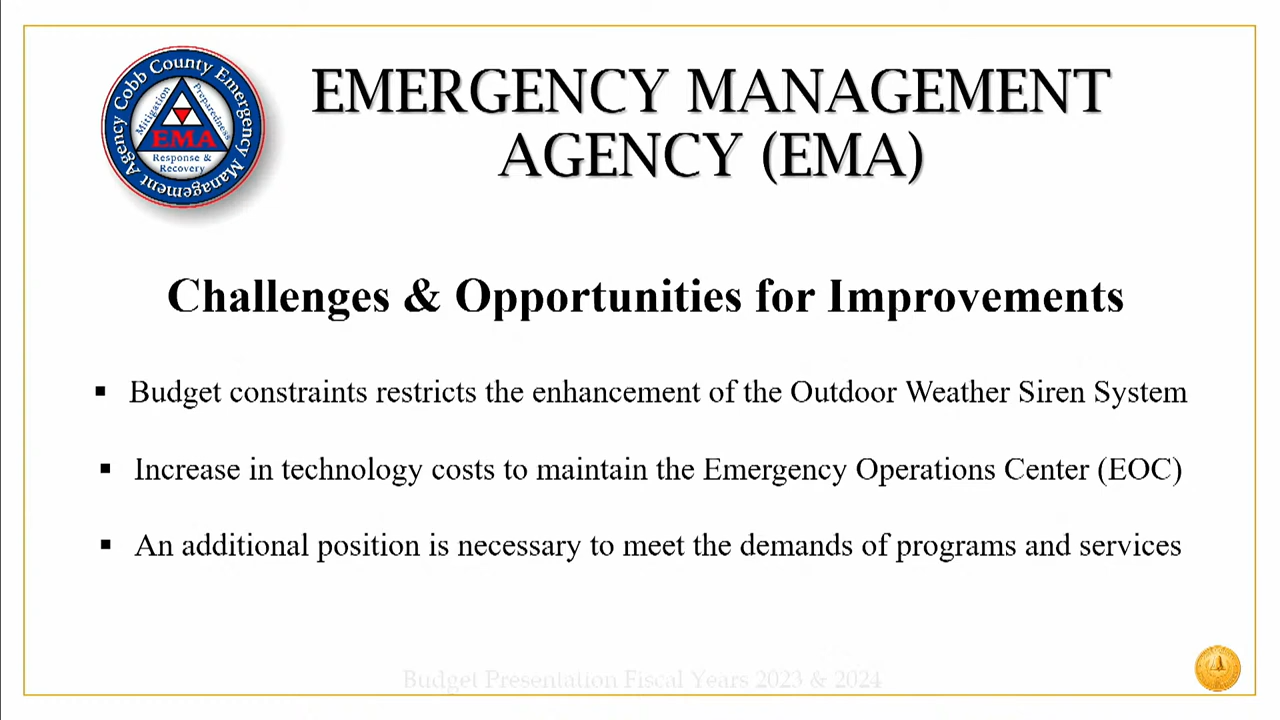 Cobb County Emergency Management Agency
Mitigation
Preparedness
EMA
Response &
Recovery
EMERGENCY MANAGEMENT
AGENCY (EMA)
Challenges & Opportunities for Improvements
▪ Budget constraints restricts the enhancement of the Outdoor Weather Siren System
▪ Increase in technology costs to maintain the Emergency Operations Center (EOC)
▪ An additional position is necessary to meet the demands of programs and services
Budget Presentation Fiscal Years 2023 & 2024